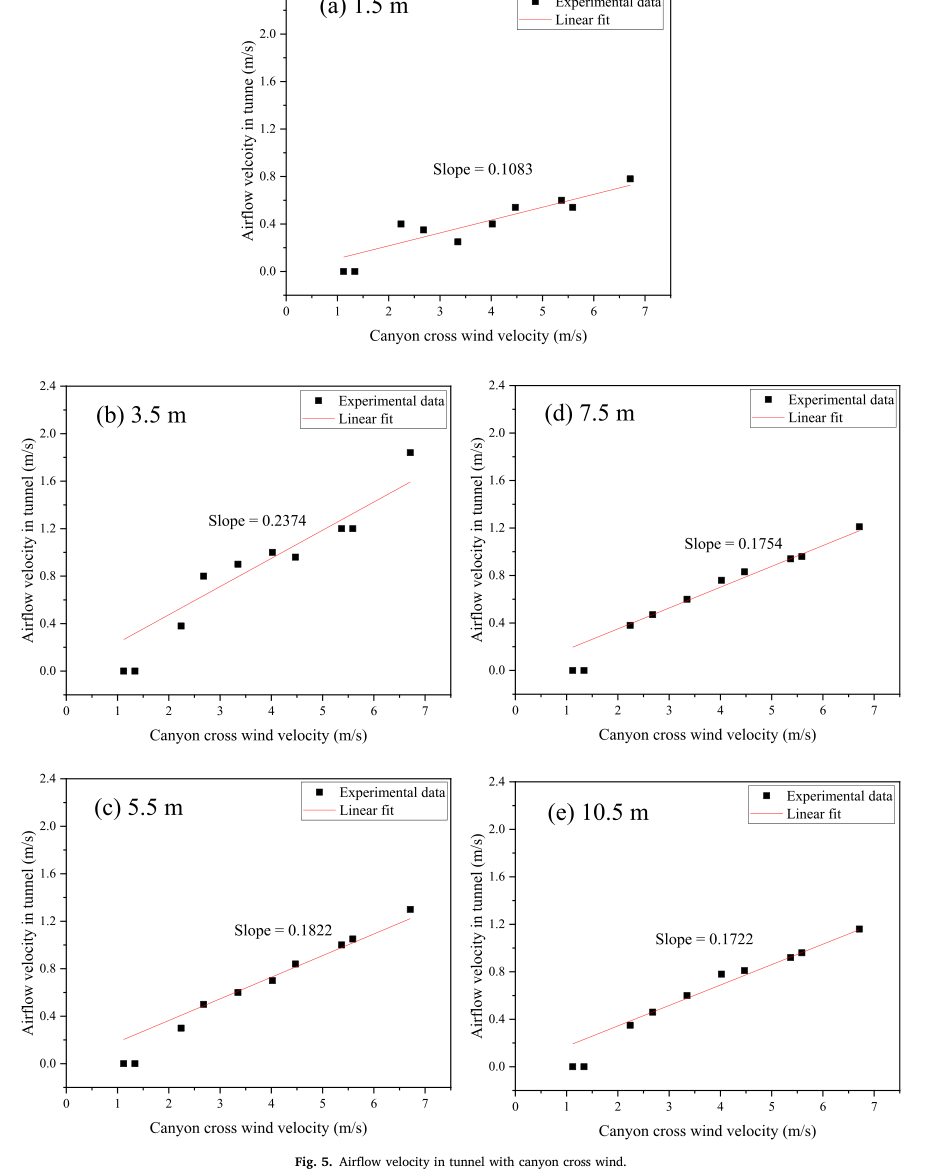 (a) 1.5 m
Experimental data
Linear fit
2.0
1.6
1.2
0.8
0.4
0.0
Airflow velcoity in tunne (m/s)
Slope = 0.1083
0 1 2 3 4 5 6 7
Canyon cross wind velocity (m/s)
(b) 3.5 m
Experimental data
Linear fit
2.4
2.0
1.6
1.2
0.8
0.4
0.0
Airflow velocity in tunnel (m/s)
Slope = 0.2374
0 1 2 3 4 5 6 7
Canyon cross wind velocity (m/s)
(d) 7.5 m
Experimental data
Linear fit
2.4
2.0
1.6
1.2
0.8
0.4
0.0
Airflow velocity in tunnel (m/s)
Slope = 0.1754
0 1 2 3 4 5 6 7
Canyon cross wind velocity (m/s)
(c) 5.5 m
Experimental data
Linear fit
2.4
2.0
1.6
1.2
0.8
0.4
0.0
Airflow velocity in tunnel (m/s)
Slope = 0.1822
0 1 2 3 4 5 6 7
Canyon cross wind velocity (m/s)
(e) 10.5 m
Experimental data
Linear fit
2.4
2.0
1.6
1.2
0.8
0.4
0.0
Airflow velocity in tunnel (m/s)
Slope = 0.1722
0 1 2 3 4 5 6 7
Canyon cross wind velocity (m/s)
Fig. 5. Airflow velocity in tunnel with canyon cross wind.